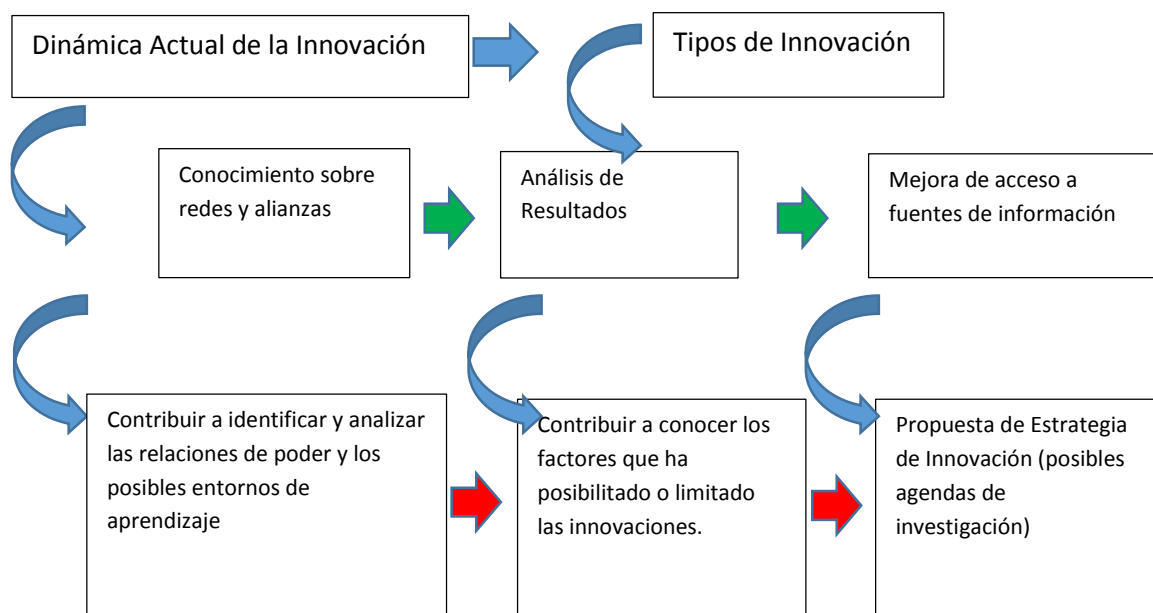 Dinámica Actual de la Innovación
Tipos de Innovación
Conocimiento sobre
redes y alianzas
Análisis de
Resultados
Mejora de acceso a
fuentes de información
Contribuir a identificar y analizar
las relaciones de poder y los
posibles entornos de
aprendizaje
Contribuir a conocer los
factores que ha
posibilitado o limitado
las innovaciones.
Propuesta de Estrategia
de Innovación (posibles
agendas de
investigación)